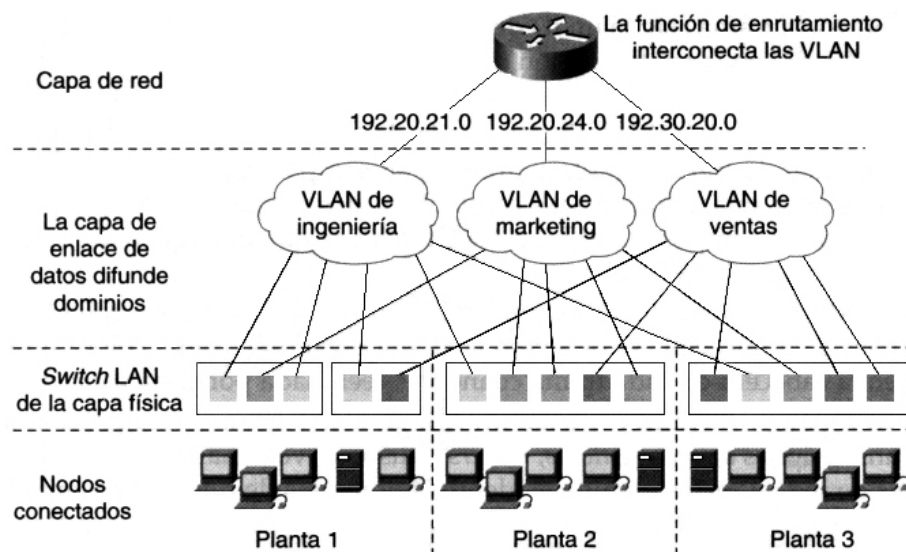 La función de enrutamiento
interconecta las VLAN
Capa de red
192.20.21.0 192.20.24.0 192.30.20.0
VLAN de
ingeniería
VLAN de
marketing
VLAN de
ventas
La capa de
enlace de
datos difunde
dominios
Switch LAN
de la capa física
Nodos
conectados
Planta 1
Planta 2
Planta 3